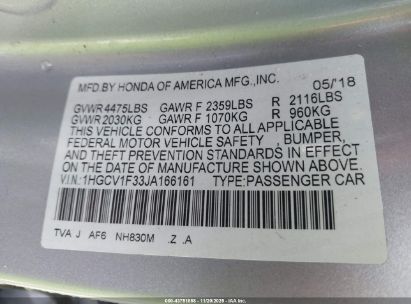 MFD.BY HONDA OF AMERICA MFG.,INC. 05/'18
GVWR 4475LBS GAWR F 2359LBS R 2116LBS
GVWR 2030KG GAWR F 1070KG R 960KG
THIS VEHICLE CONFORMS TO ALL APPLICABLE
FEDERAL MOTOR VEHICLE SAFETY , BUMPER,
AND THEFT PREVENTION STANDARDS IN EFFECT
ON THE DATE OF MANUFACTURE SHOWN ABOVE.
V.I.N.:1HGCV1F33JA166161 TYPE:PASSENGER CAR
TVA J AF6 NH830M .Z .A